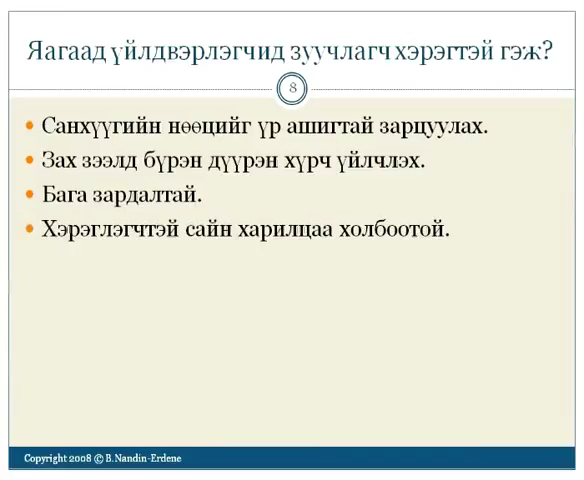 Яагаад үйлдвэрлэгчид зуучлагч хэрэгтэй гэж?
8
• Санхүүгийн нөөцийг үр ашигтай зарцуулах.
• Зах зээлд бүрэн дүүрэн хүрч үйлчлэх.
• Бага зардалтай.
• Хэрэглэгчтэй сайн харилцаа холбоотой.
Copyright 2008 © B.Nandin-Erdene